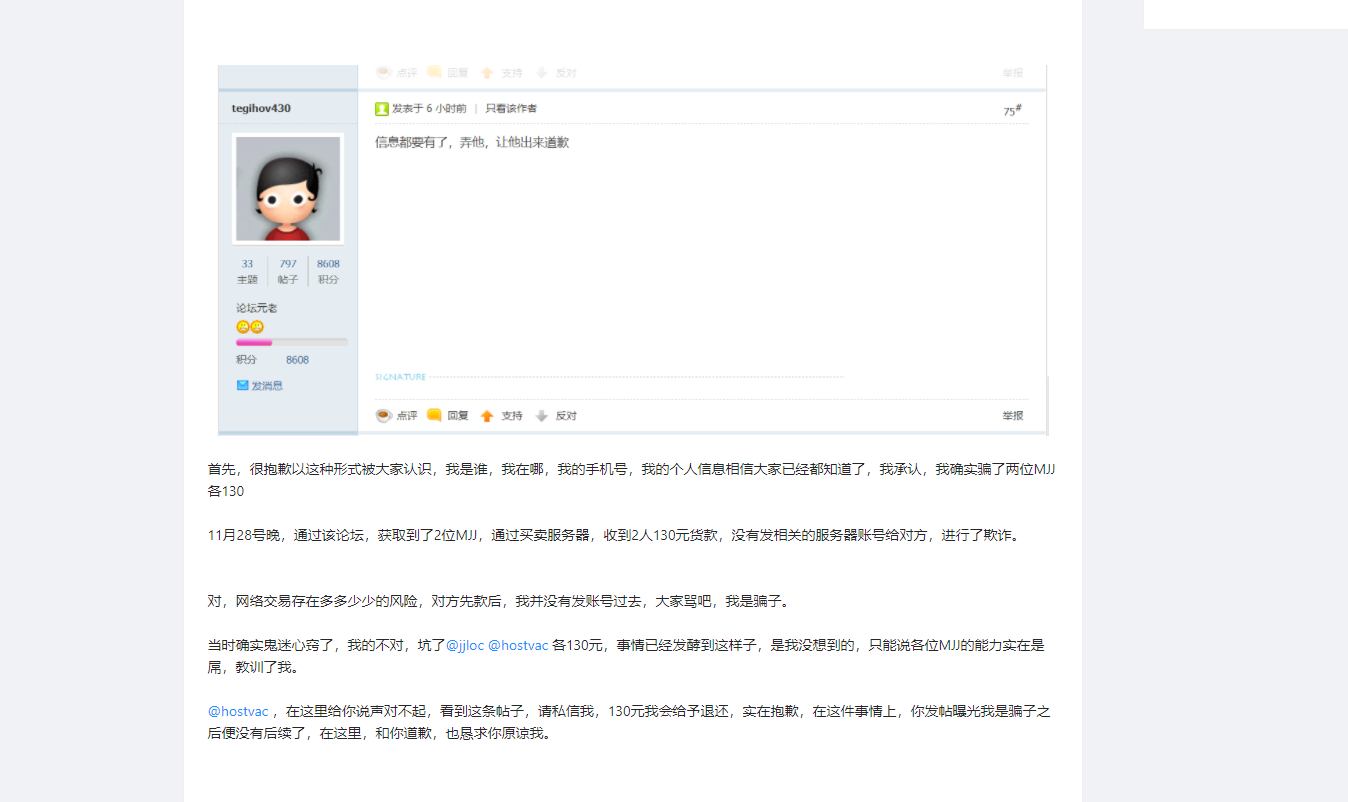 点评 回复 支持 反对 举报
tegihov430
发表于 6 小时前 | 只看该作者 75#
信息都要有了，弄他，让他出来道歉
33 797 8608
主题 帖子 积分
论坛元老
积分 8608
发消息
SIGNATURE
点评 回复 支持 反对 举报
首先，很抱歉以这种形式被大家认识，我是谁，我在哪，我的手机号，我的个人信息相信大家已经都知道了，我承认，我确实骗了两位MJJ
各130
11月28号晚，通过该论坛，获取到了2位MJJ，通过买卖服务器，收到2人130元货款，没有发相关的服务器账号给对方，进行了欺诈。
对，网络交易存在多多少少的风险，对方先款后，我并没有发账号过去，大家骂吧，我是骗子。
当时确实鬼迷心窍了，我的不对，坑了@jjloc @hostvac 各130元，事情已经发酵到这样子，是我没想到的，只能说各位MJJ的能力实在是
屌，教训了我。
@hostvac ，在这里给你说声对不起，看到这条帖子，请私信我，130元我会给予退还，实在抱歉，在这件事情上，你发帖曝光我是骗子之
后便没有后续了，在这里，和你道歉，也恳求你原谅我。